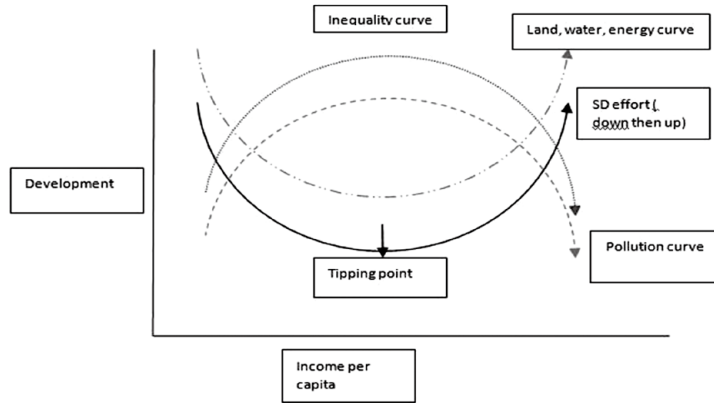 Inequality curve
Land, water, energy curve
SD effort (,
down then up)
Development
Pollution curve
Tipping point
Income per
capita